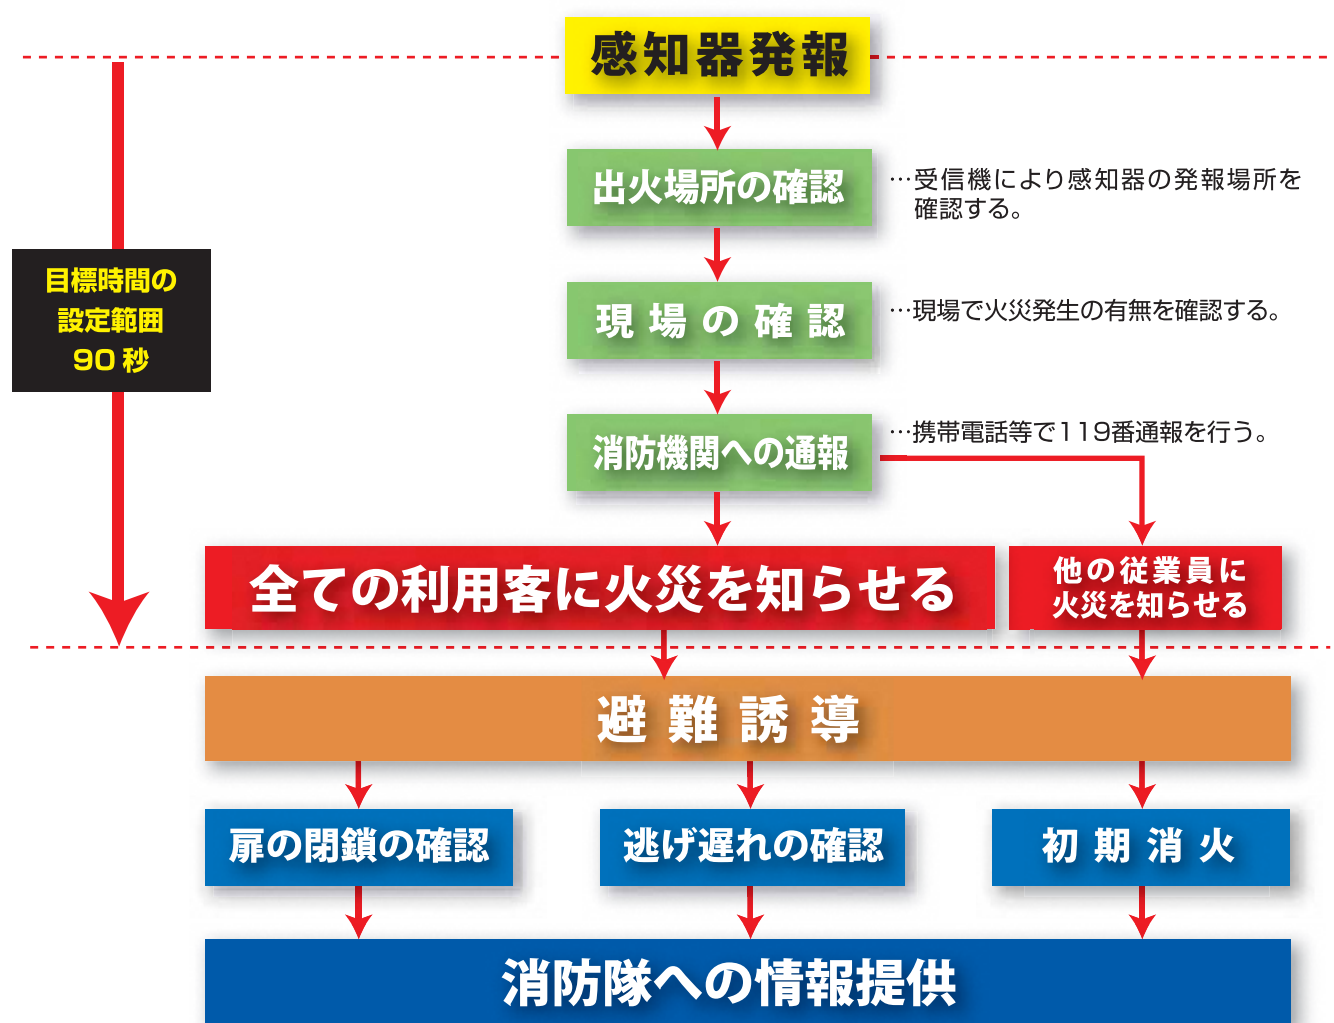 感知器発報
出火場所の確認
…受信機により感知器の発報場所を
確認する。
目標時間の
設定範囲
90秒
現場の確認
…現場で火災発生の有無を確認する。
消防機関への通報
…携帯電話等で119番通報を行う。
全ての利用客に火災を知らせる
他の従業員に
火災を知らせる
避難誘導
扉の閉鎖の確認
逃げ遅れの確認
初期消火
消防隊への情報提供